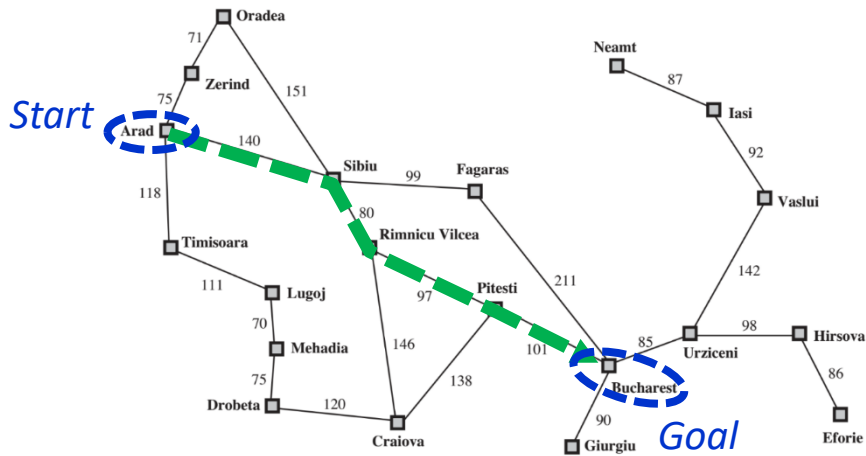 Oradea
71
Neamt
Zerind
87
151
75
Iasi
Start
Arad
140
92
Sibiu
Fagaras
99
118
Vaslui
80
Timisoara
Rimnicu Vilcea
142
111
211
Lugoj
97
Pitesti
70
98
Hirsova
146
85
Mehadia
101
Urziceni
86
75
138
Bucharest
Drobeta
120
90
Craiova
Giurgiu
Goal
Eforie